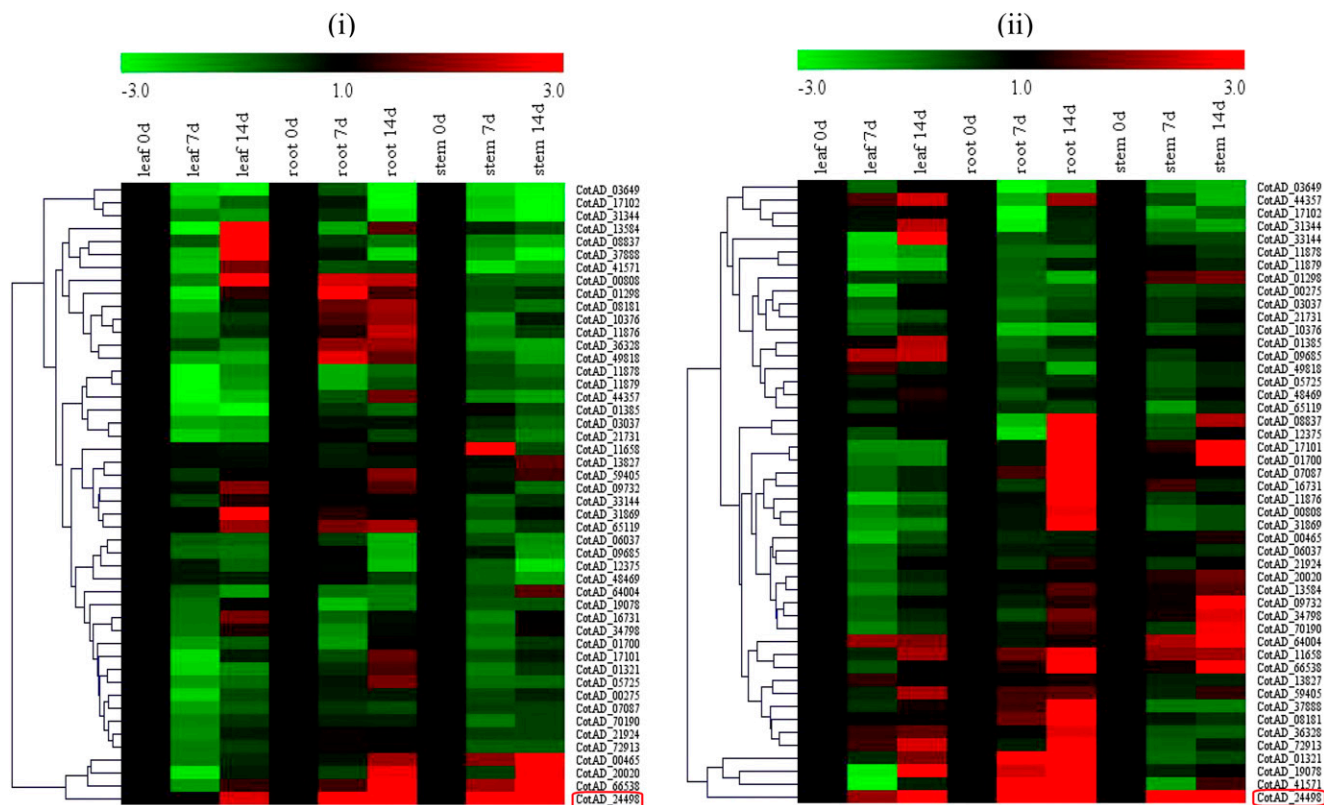 (i)
-3.0 1.0 3.0
leaf 0d
leaf 7d
leaf 14d
root 0d
root 7d
root 14d
stem 0d
stem 7d
stem 14d
CotAD_03649
CotAD_17102
CotAD_31344
CotAD_13584
CotAD_08837
CotAD_37888
CotAD_41571
CotAD_00808
CotAD_01298
CotAD_08181
CotAD_10376
CotAD_11876
CotAD_36328
CotAD_49818
CotAD_11878
CotAD_11879
CotAD_44357
CotAD_01385
CotAD_03037
CotAD_21731
CotAD_11658
CotAD_13827
CotAD_59405
CotAD_09732
CotAD_33144
CotAD_31869
CotAD_65119
CotAD_06037
CotAD_09685
CotAD_12375
CotAD_48469
CotAD_64004
CotAD_19078
CotAD_16731
CotAD_34798
CotAD_01700
CotAD_17101
CotAD_01321
CotAD_05725
CotAD_00275
CotAD_07087
CotAD_70190
CotAD_21924
CotAD_72913
CotAD_00465
CotAD_20020
CotAD_66538
CotAD_24498
(ii)
-3.0 1.0 3.0
leaf 0d
leaf 7d
leaf 14d
root 0d
root 7d
root 14d
stem 0d
stem 7d
stem 14d
CotAD_03649
CotAD_44357
CotAD_17102
CotAD_31344
CotAD_33144
CotAD_11878
CotAD_11879
CotAD_01298
CotAD_00275
CotAD_03037
CotAD_21731
CotAD_10376
CotAD_01385
CotAD_09685
CotAD_49818
CotAD_05725
CotAD_48469
CotAD_65119
CotAD_08837
CotAD_12375
CotAD_17101
CotAD_01700
CotAD_07087
CotAD_16731
CotAD_11876
CotAD_00808
CotAD_31869
CotAD_00465
CotAD_06037
CotAD_21924
CotAD_20020
CotAD_13584
CotAD_09732
CotAD_34798
CotAD_70190
CotAD_64004
CotAD_11658
CotAD_66538
CotAD_13827
CotAD_59405
CotAD_37888
CotAD_08181
CotAD_36328
CotAD_72913
CotAD_01321
CotAD_19078
CotAD_41571
CotAD_24498